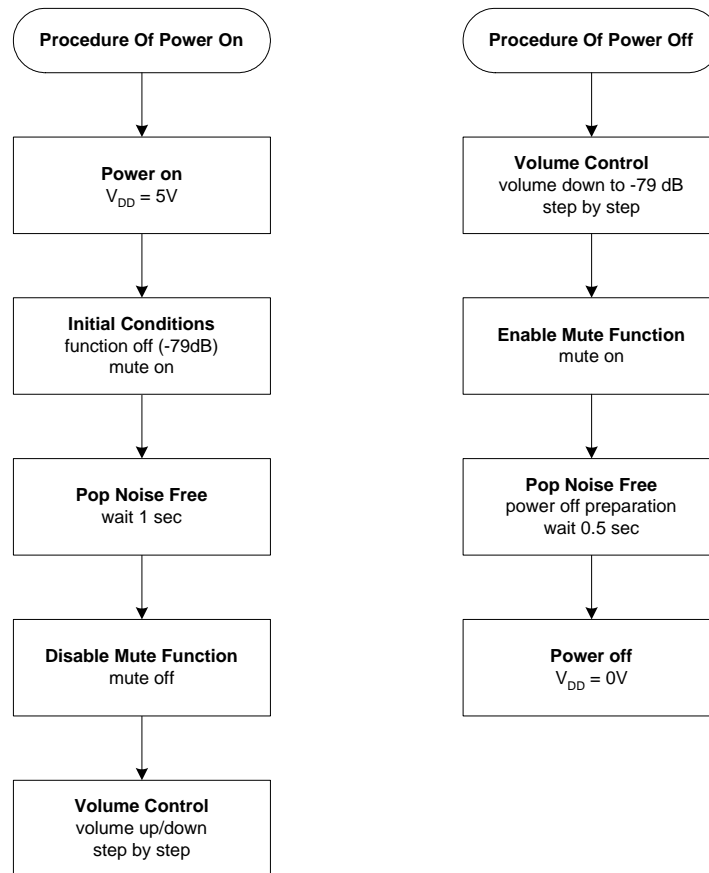 Procedure Of Power On
Power on
V_DD = 5V
Initial Conditions
function off (-79dB)
mute on
Pop Noise Free
wait 1 sec
Disable Mute Function
mute off
Volume Control
volume up/down
step by step
Procedure Of Power Off
Volume Control
volume down to -79 dB
step by step
Enable Mute Function
mute on
Pop Noise Free
power off preparation
wait 0.5 sec
Power off
V_DD = 0V